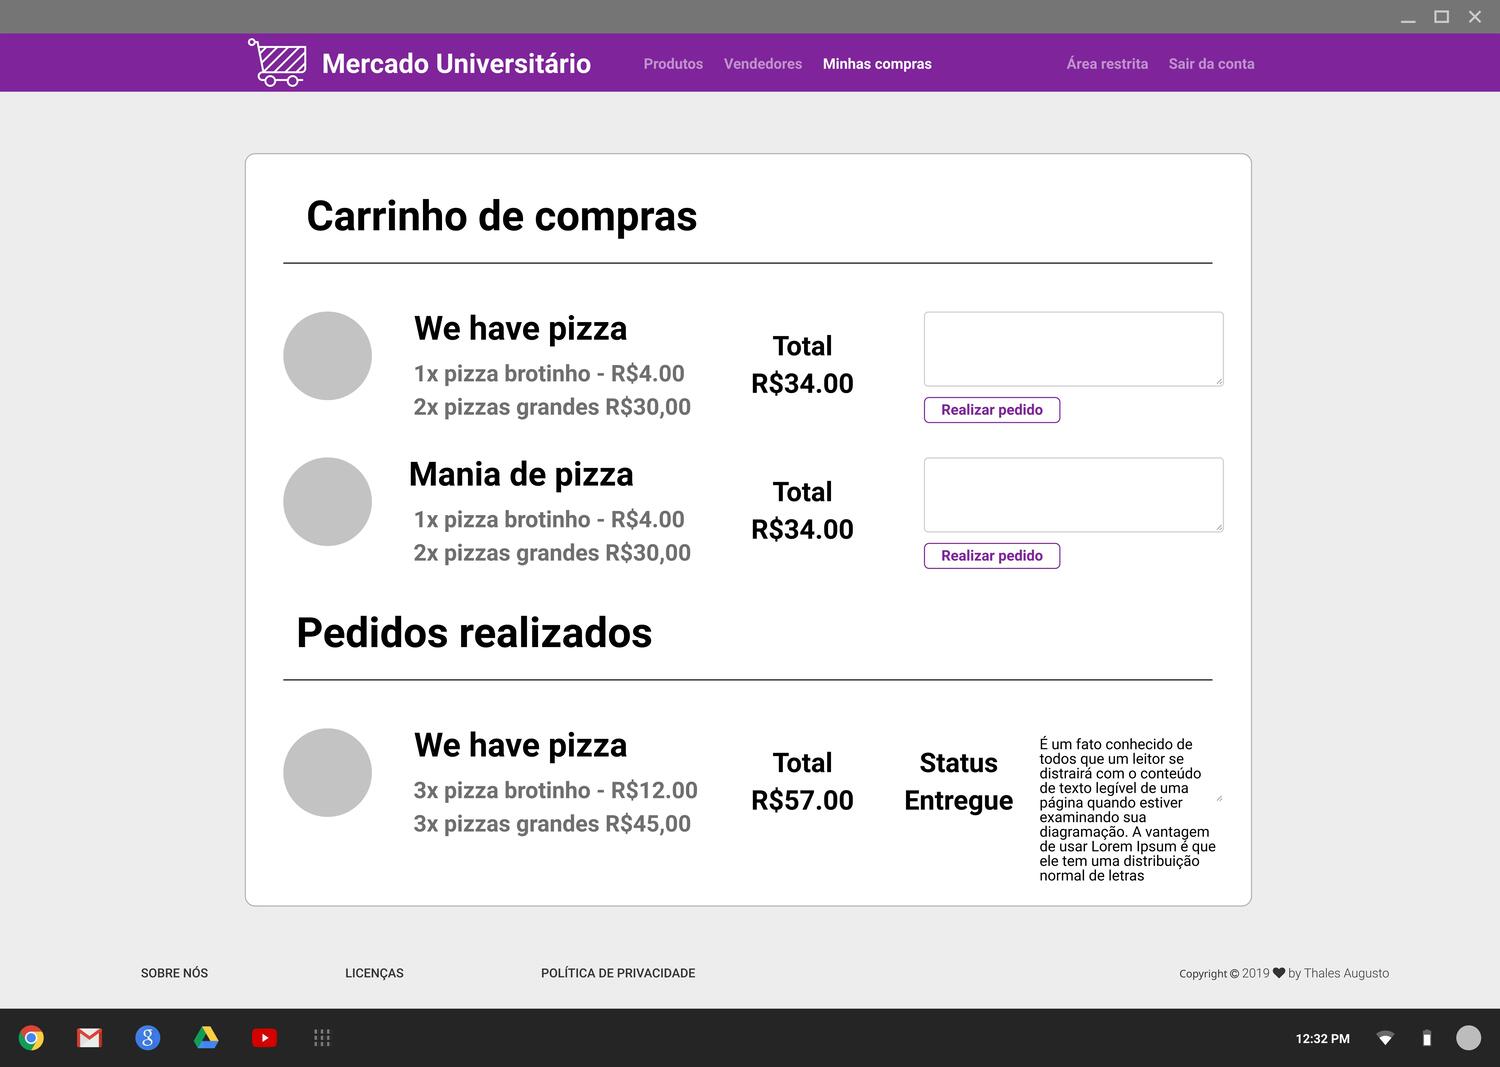 Mercado Universitário
Produtos Vendedores Minhas compras
Área restrita Sair da conta
Carrinho de compras
We have pizza
1x pizza brotinho - R$4.00
2x pizzas grandes R$30,00
Total
R$34.00
Realizar pedido
Mania de pizza
1x pizza brotinho - R$4.00
2x pizzas grandes R$30,00
Total
R$34.00
Realizar pedido
Pedidos realizados
We have pizza
3x pizza brotinho - R$12.00
3x pizzas grandes R$45,00
Total
R$57.00
Status
Entregue
É um fato conhecido de
todos que um leitor se
distrairá com o conteúdo
de texto legível de uma
página quando estiver
examinando sua
diagramação. A vantagem
de usar Lorem Ipsum é que
ele tem uma distribuição
normal de letras
SOBRE NÓS LICENÇAS POLÍTICA DE PRIVACIDADE
Copyright © 2019 ♥ by Thales Augusto
12:32 PM